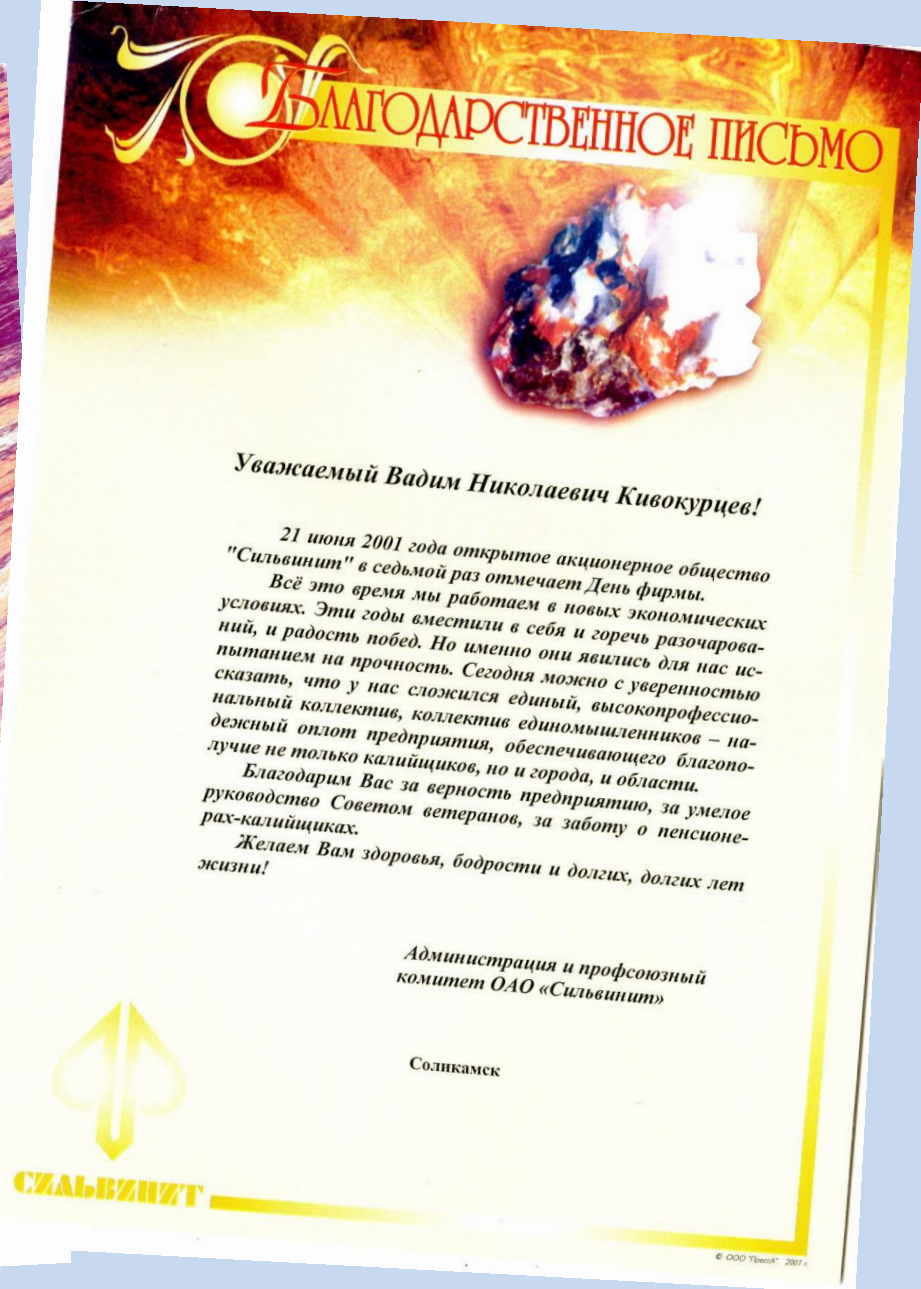 Благодарственное письмо
Уважаемый Вадим Николаевич Кивокурцев!
21 июня 2001 года открытое акционерное общество
"Сильвинит" в седьмой раз отмечает День фирмы.
Всё это время мы работаем в новых экономических
условиях. Эти годы вместили в себя и горечь разочарова-
ний, и радость побед. Но именно они явились для нас ис-
пытанием на прочность. Сегодня можно с уверенностью
сказать, что у нас сложился единый, высокопрофессио-
нальный коллектив, коллектив единомышленников – на-
дежный оплот предприятия, обеспечивающего благопо-
лучие не только калийщиков, но и города, и области.
Благодарим Вас за верность предприятию, за умелое
руководство Советом ветеранов, за заботу о пенсионе-
рах-калийщиках.
Желаем Вам здоровья, бодрости и долгих, долгих лет
жизни!
Администрация и профсоюзный
комитет ОАО «Сильвинит»
Соликамск
СИЛЬВИНИТ
© ООО "ПрессА", 2001 г.